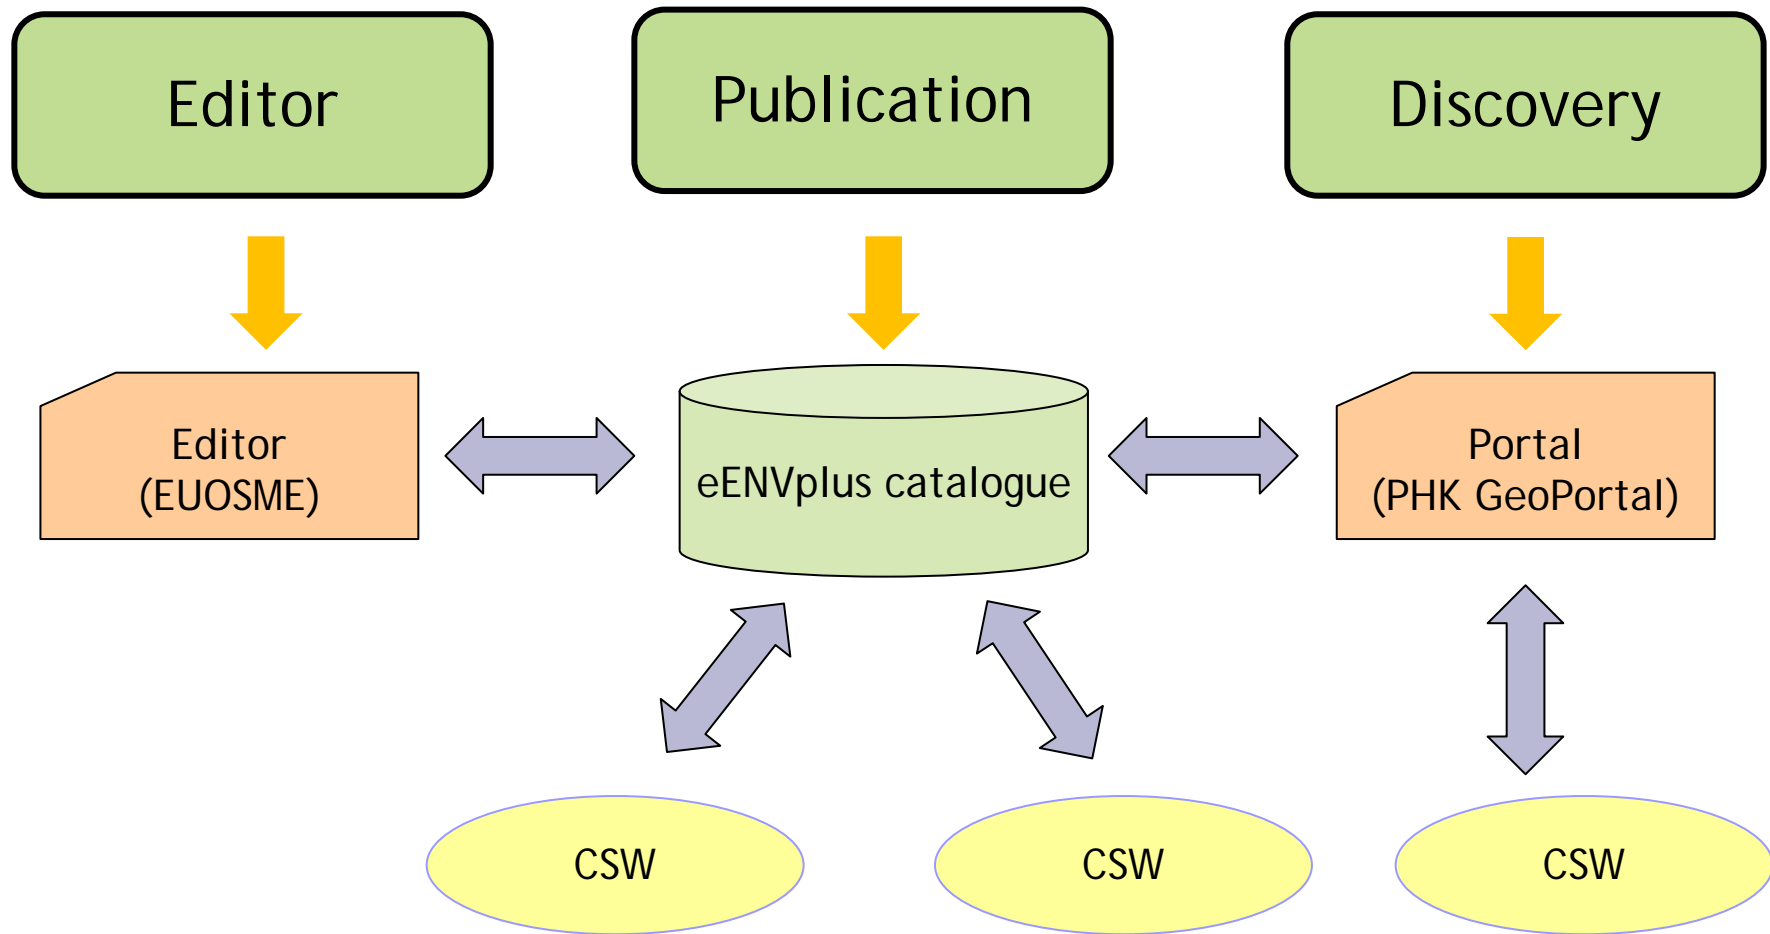 Editor
Publication
Discovery
Editor
(EUOSME)
eENVplus catalogue
Portal
(PHK GeoPortal)
CSW
CSW
CSW